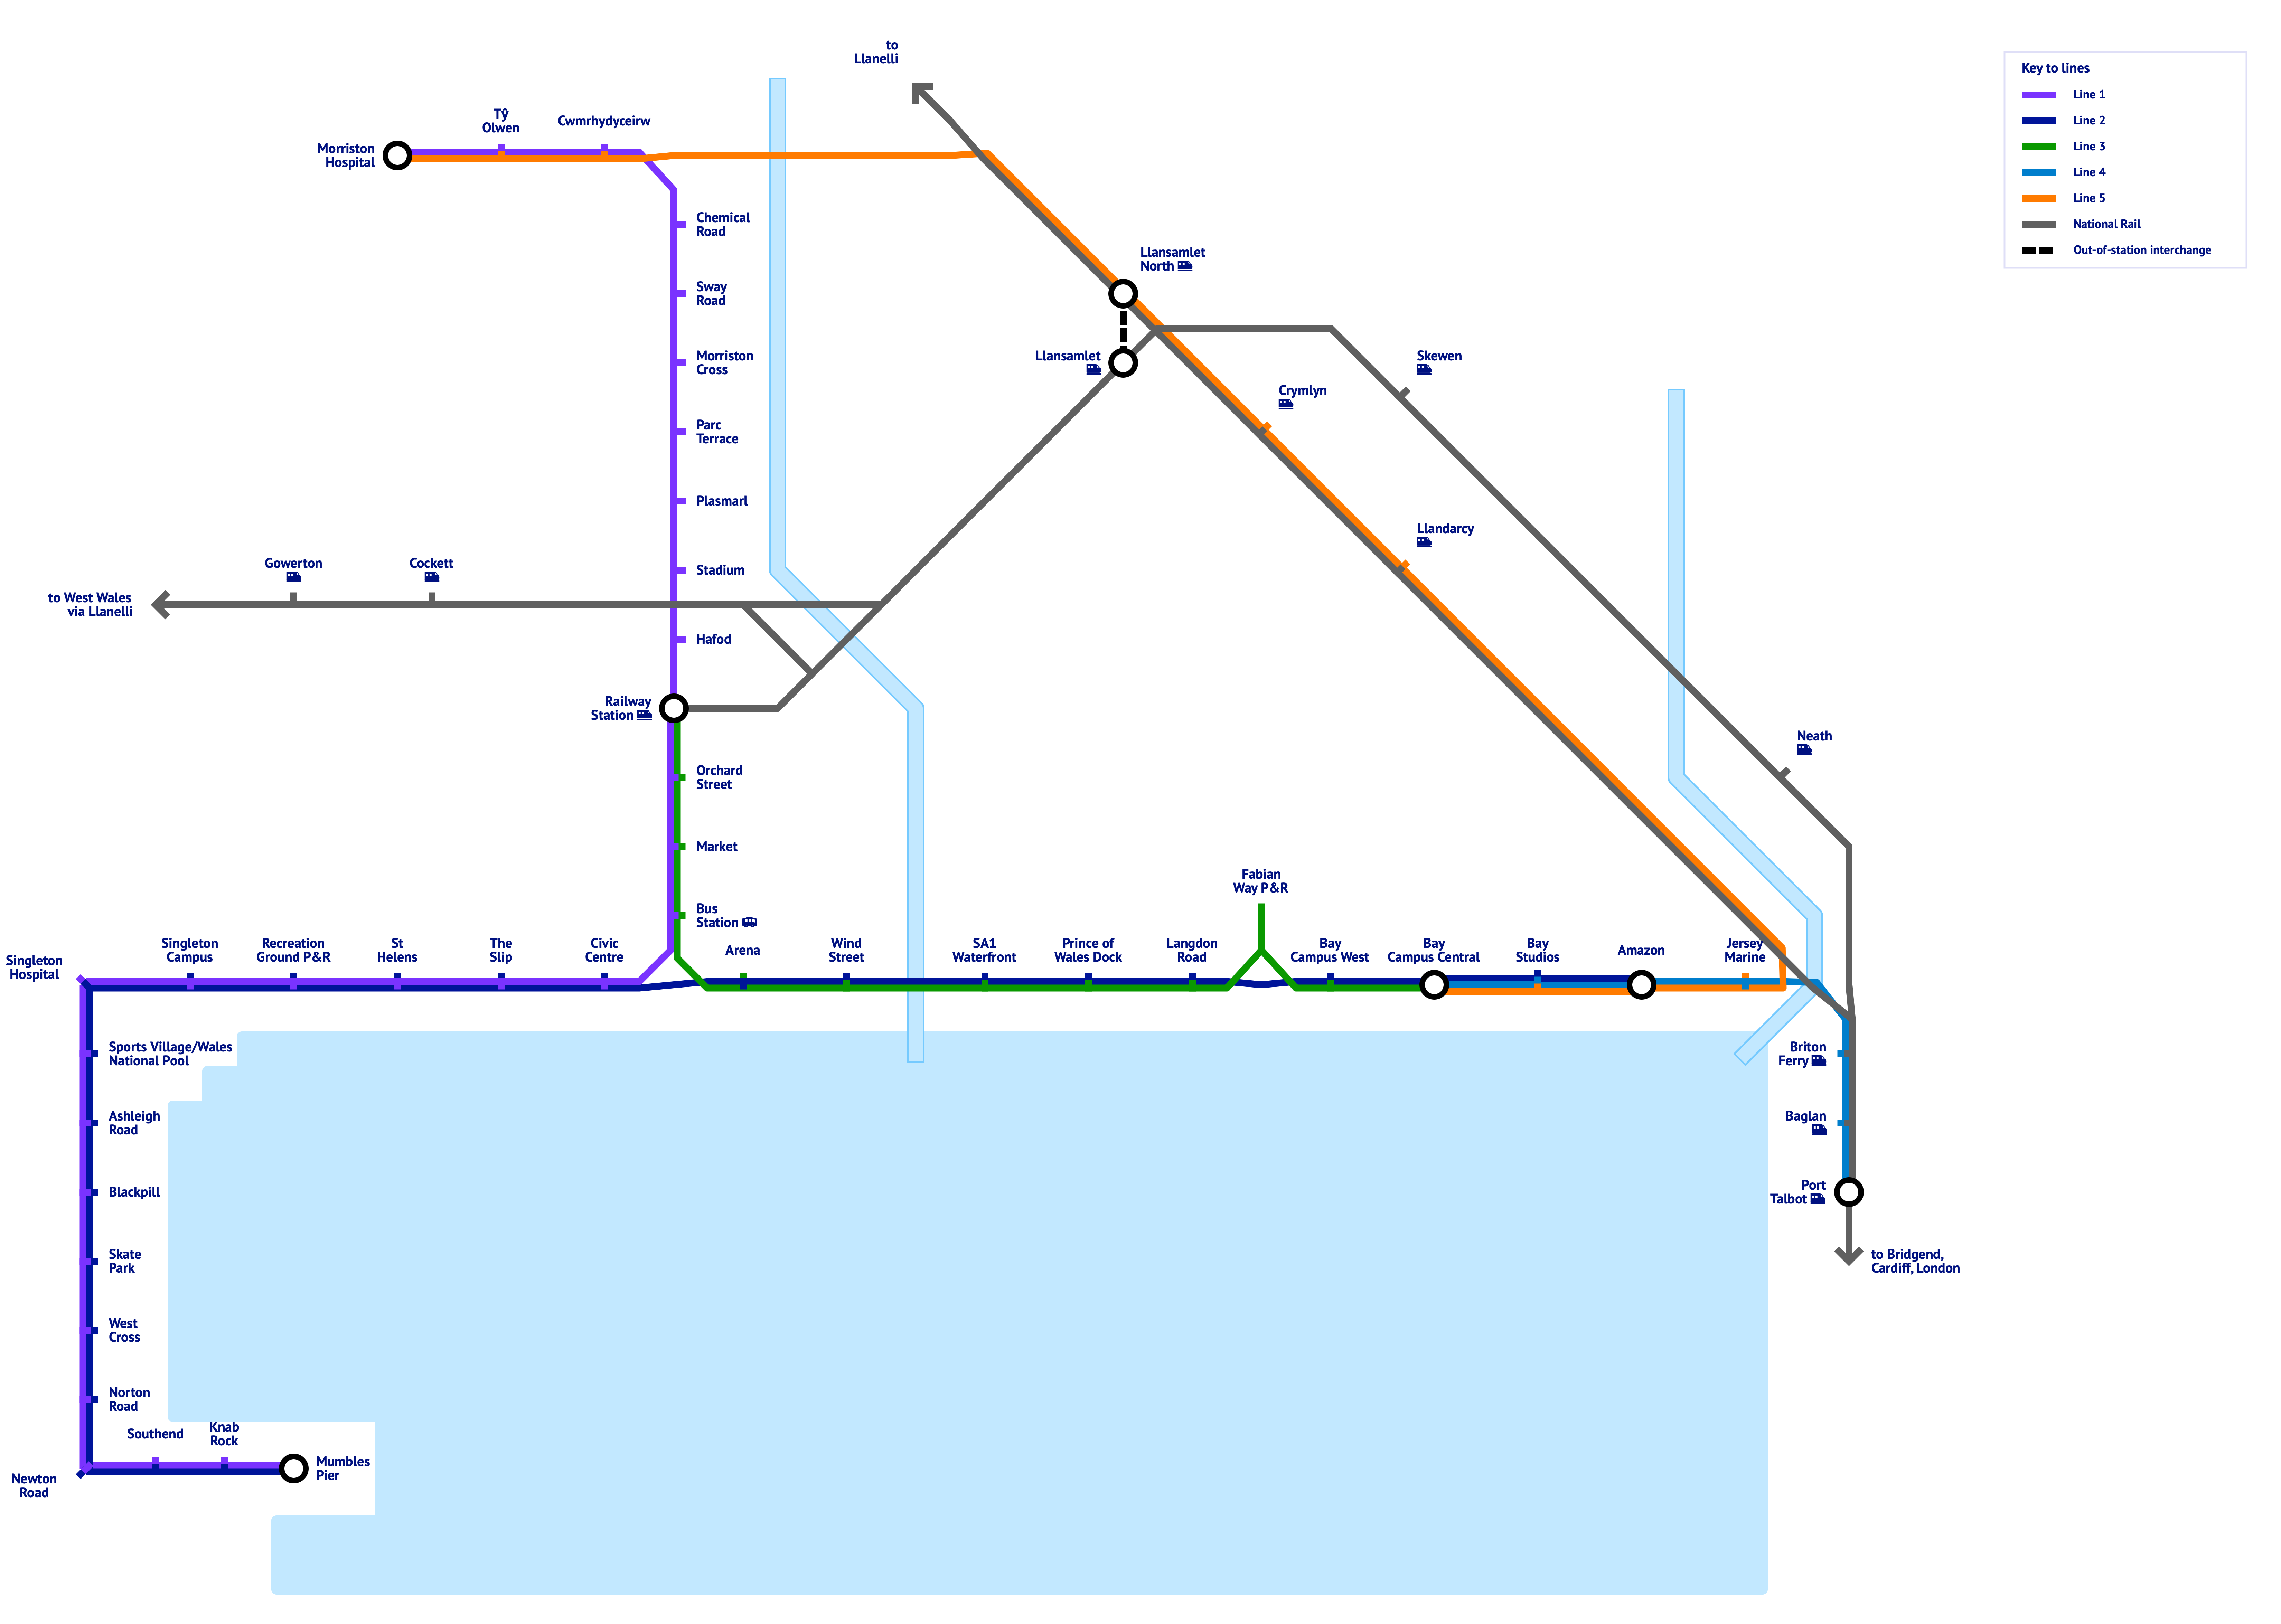 to
Llanelli
Key to lines
Line 1
Line 2
Line 3
Line 4
Line 5
National Rail
Out-of-station interchange
Morriston
Hospital
Tŷ
Olwen
Cwmrhydyceirw
Chemical
Road
Sway
Road
Morriston
Cross
Parc
Terrace
Plasmarl
Stadium
Hafod
Railway
Station
Llansamlet
North
Llansamlet
Crymlyn
Llandarcy
Skewen
Neath
Gowerton
Cockett
to West Wales
via Llanelli
Orchard
Street
Market
Bus
Station
Singleton
Hospital
Singleton
Campus
Recreation
Ground P&R
St
Helens
The
Slip
Civic
Centre
Arena
Wind
Street
SA1
Waterfront
Prince of
Wales Dock
Langdon
Road
Fabian
Way P&R
Bay
Campus West
Bay
Campus Central
Bay
Studios
Amazon
Jersey
Marine
Briton
Ferry
Baglan
Port
Talbot
to Bridgend,
Cardiff, London
Sports Village/Wales
National Pool
Ashleigh
Road
Blackpill
Skate
Park
West
Cross
Norton
Road
Newton
Road
Southend
Knab
Rock
Mumbles
Pier